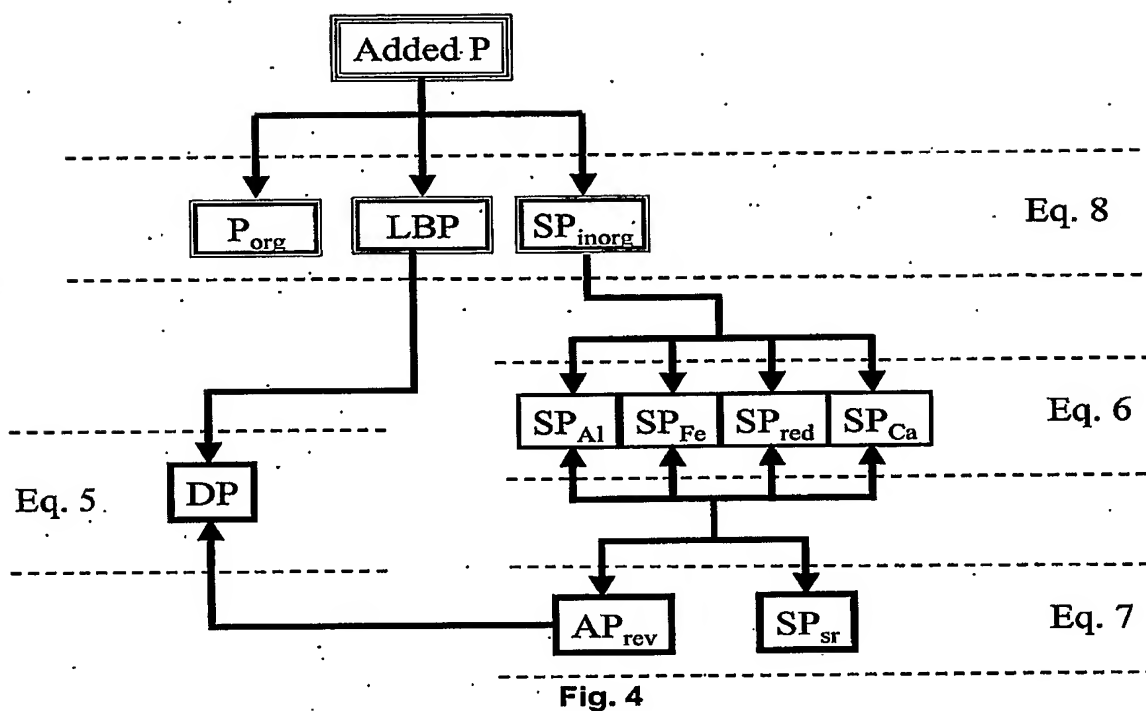 Added P
P_org LBP SP_inorg Eq. 8
SP_Al SP_Fe SP_red SP_Ca Eq. 6
Eq. 5 DP
AP_rev SP_sr Eq. 7
Fig. 4